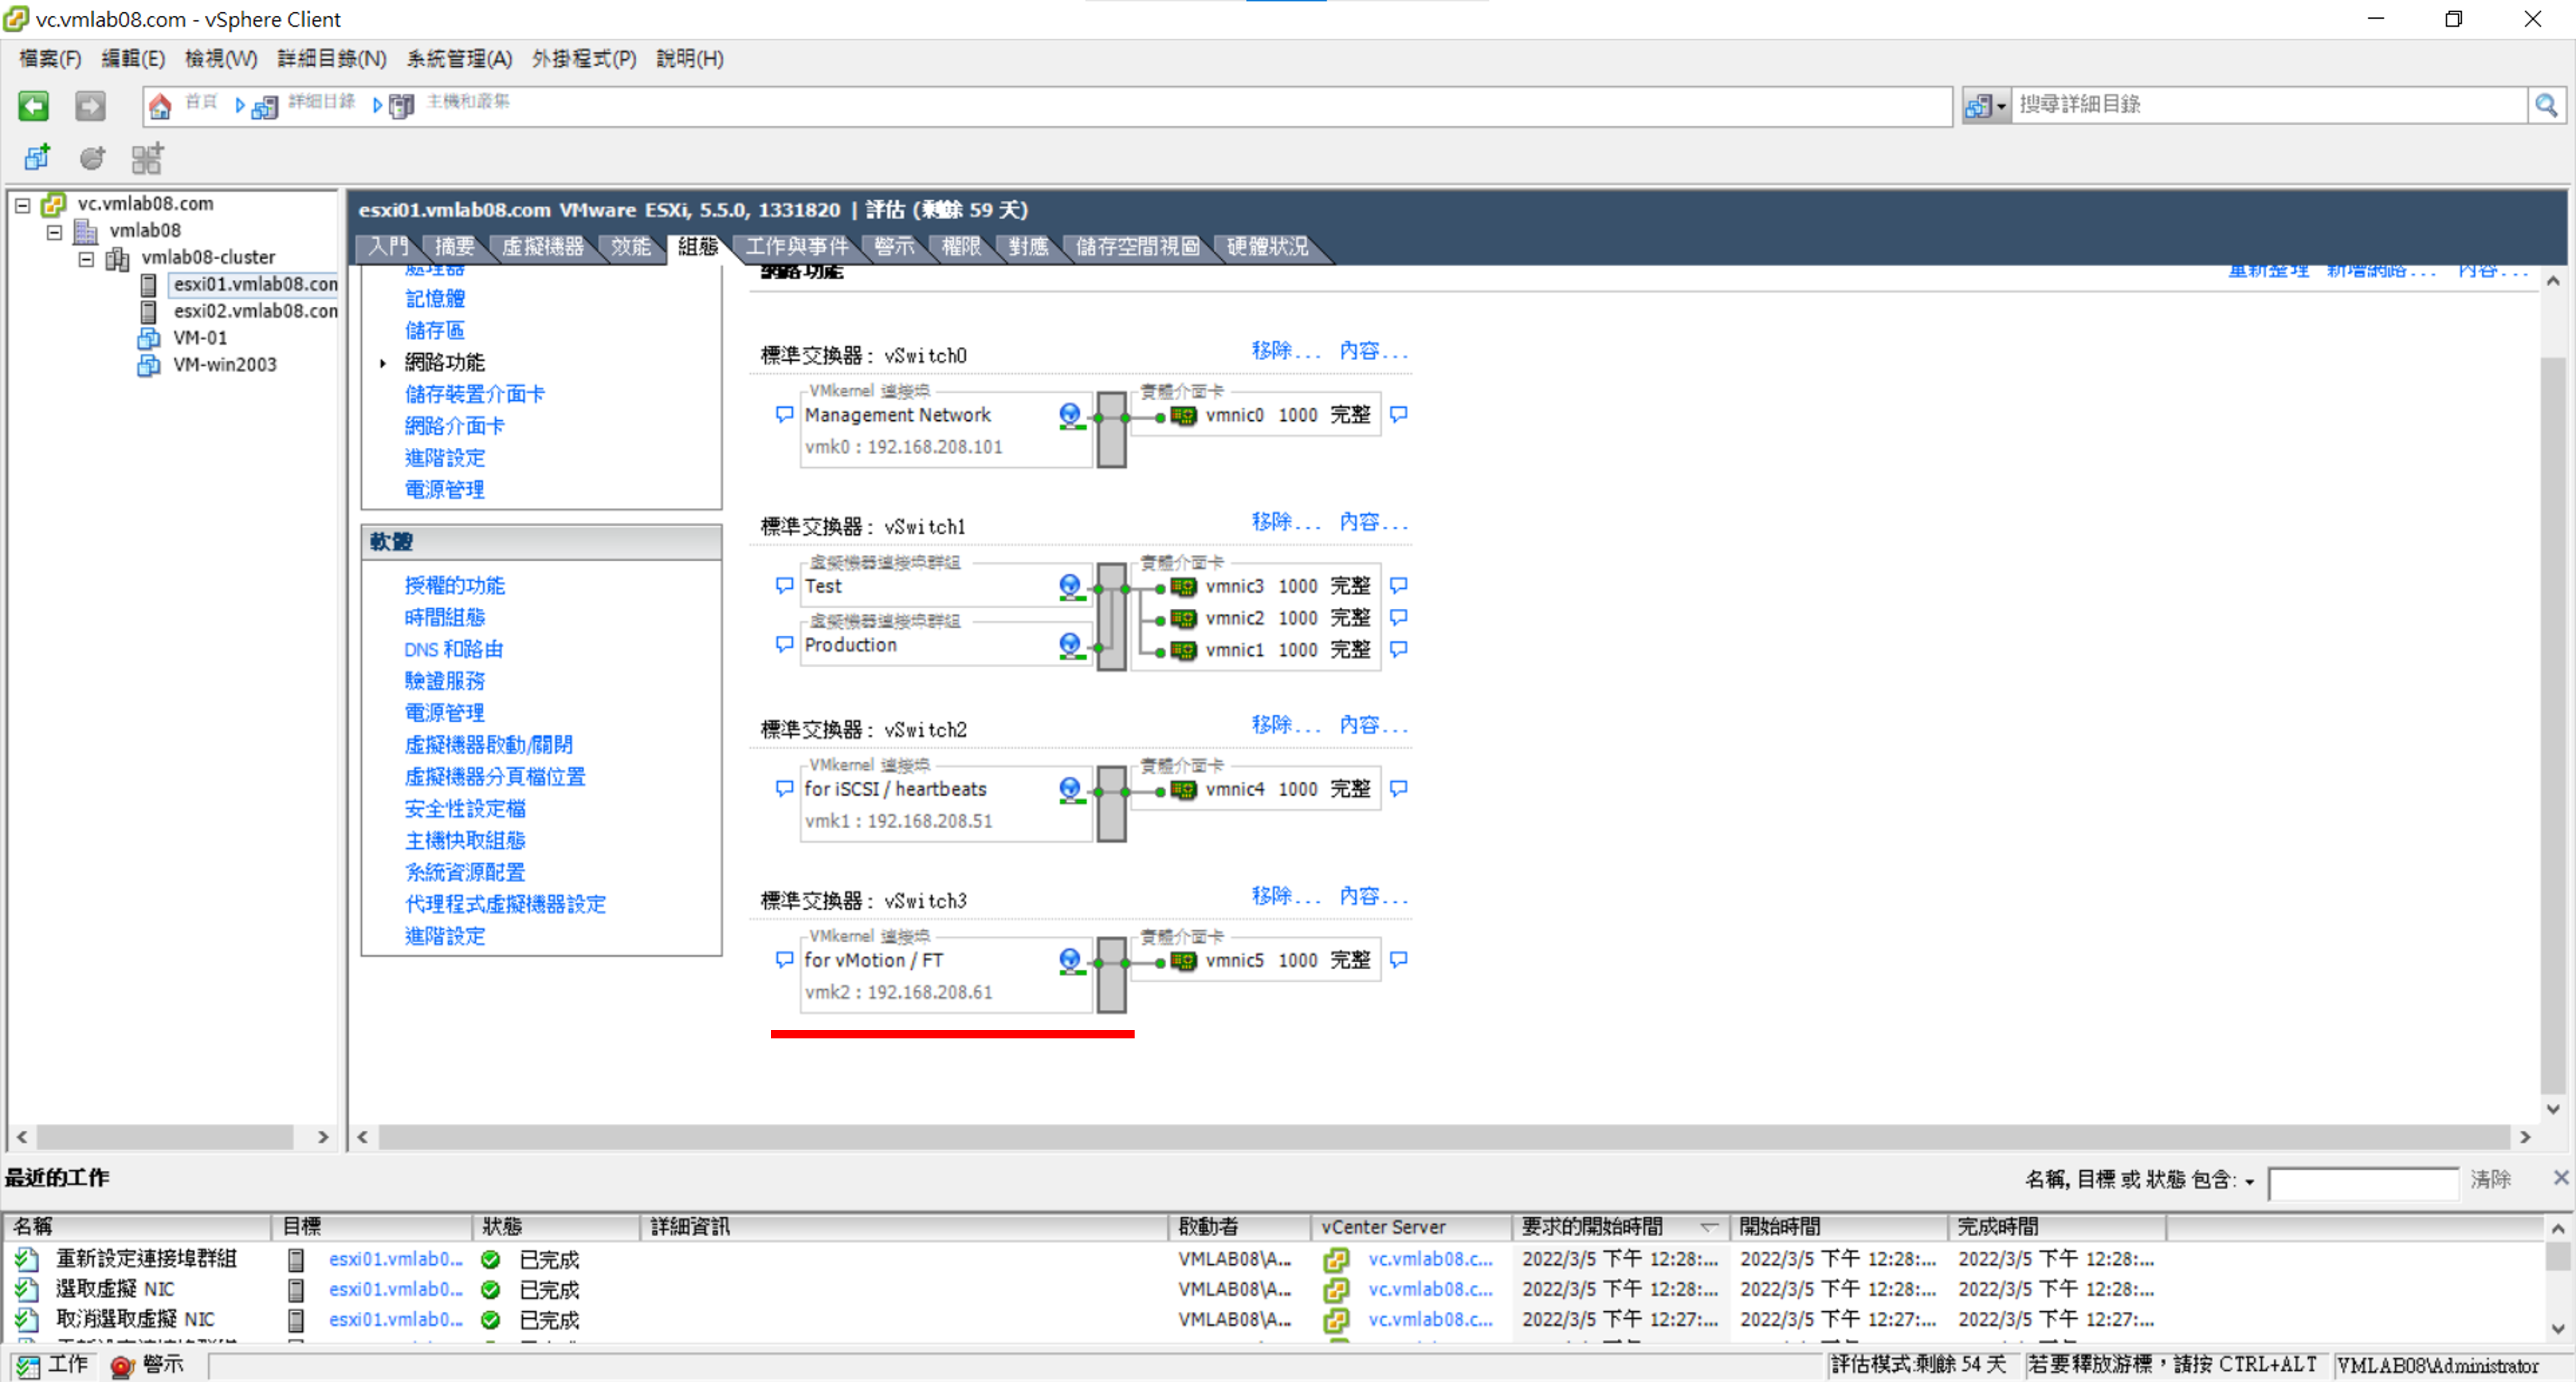 vc.vmlab08.com - vSphere Client
檔案(F) 編輯(E) 檢視(W) 詳細目錄(N) 系統管理(A) 外掛程式(P) 說明(H)
首頁 詳細目錄 主機和叢集
搜尋詳細目錄
vc.vmlab08.com
vmlab08
vmlab08-cluster
esxi01.vmlab08.con
esxi02.vmlab08.con
VM-01
VM-win2003
esxi01.vmlab08.com VMware ESXi, 5.5.0, 1331820 | 評估 (剩餘 59 天)
入門 摘要 虛擬機器 效能 組態 工作與事件 警示 權限 對應 儲存空間視圖 硬體狀況
處理器
記憶體
儲存區
網路功能
儲存裝置介面卡
網路介面卡
進階設定
電源管理
軟體
授權的功能
時間組態
DNS 和路由
驗證服務
電源管理
虛擬機器啟動/關閉
虛擬機器分頁檔位置
安全性設定檔
主機快取組態
系統資源配置
代理程式虛擬機器設定
進階設定
網路功能
重新整理 新增網路... 內容...
標準交換器: vSwitch0
移除... 內容...
VMkernel 連接埠
Management Network
vmk0 : 192.168.208.101
實體介面卡
vmnic0 1000 完整
標準交換器: vSwitch1
移除... 內容...
虛擬機器連接埠群組
Test
虛擬機器連接埠群組
Production
實體介面卡
vmnic3 1000 完整
vmnic2 1000 完整
vmnic1 1000 完整
標準交換器: vSwitch2
移除... 內容...
VMkernel 連接埠
for iSCSI / heartbeats
vmk1 : 192.168.208.51
實體介面卡
vmnic4 1000 完整
標準交換器: vSwitch3
移除... 內容...
VMkernel 連接埠
for vMotion / FT
vmk2 : 192.168.208.61
實體介面卡
vmnic5 1000 完整
最近的工作
名稱, 目標 或 狀態 包含: 清除
名稱 目標 狀態 詳細資訊 啟動者 vCenter Server 要求的開始時間 開始時間 完成時間
重新設定連接埠群組 esxi01.vmlab0... 已完成 VMLAB08\A... vc.vmlab08.c... 2022/3/5 下午 12:28:... 2022/3/5 下午 12:28:... 2022/3/5 下午 12:28:...
選取虛擬 NIC esxi01.vmlab0... 已完成 VMLAB08\A... vc.vmlab08.c... 2022/3/5 下午 12:28:... 2022/3/5 下午 12:28:... 2022/3/5 下午 12:28:...
取消選取虛擬 NIC esxi01.vmlab0... 已完成 VMLAB08\A... vc.vmlab08.c... 2022/3/5 下午 12:27:... 2022/3/5 下午 12:27:... 2022/3/5 下午 12:27:...
工作 警示
評估模式:剩餘 54 天 若要釋放游標，請按 CTRL+ALT VMLAB08\Administrator